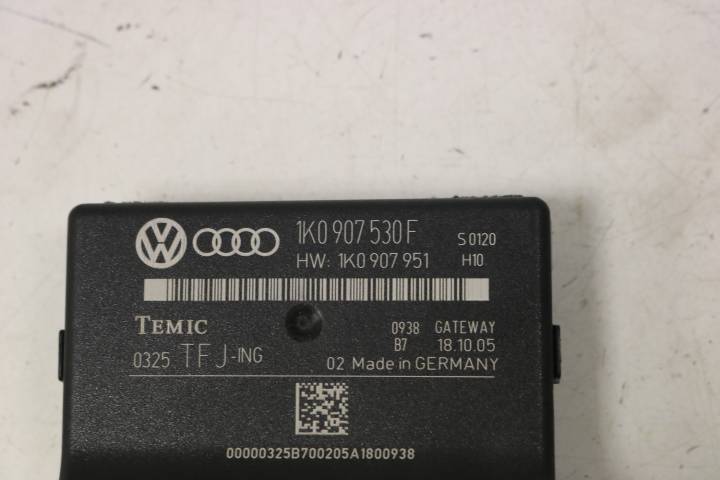 1K0 907 530 F
S 0120
HW: 1K0 907 951
H10
TEMIC
0938 GATEWAY
B7 18.10.05
0325 TFJ-ING
02 Made in GERMANY
00000325B700205A1800938